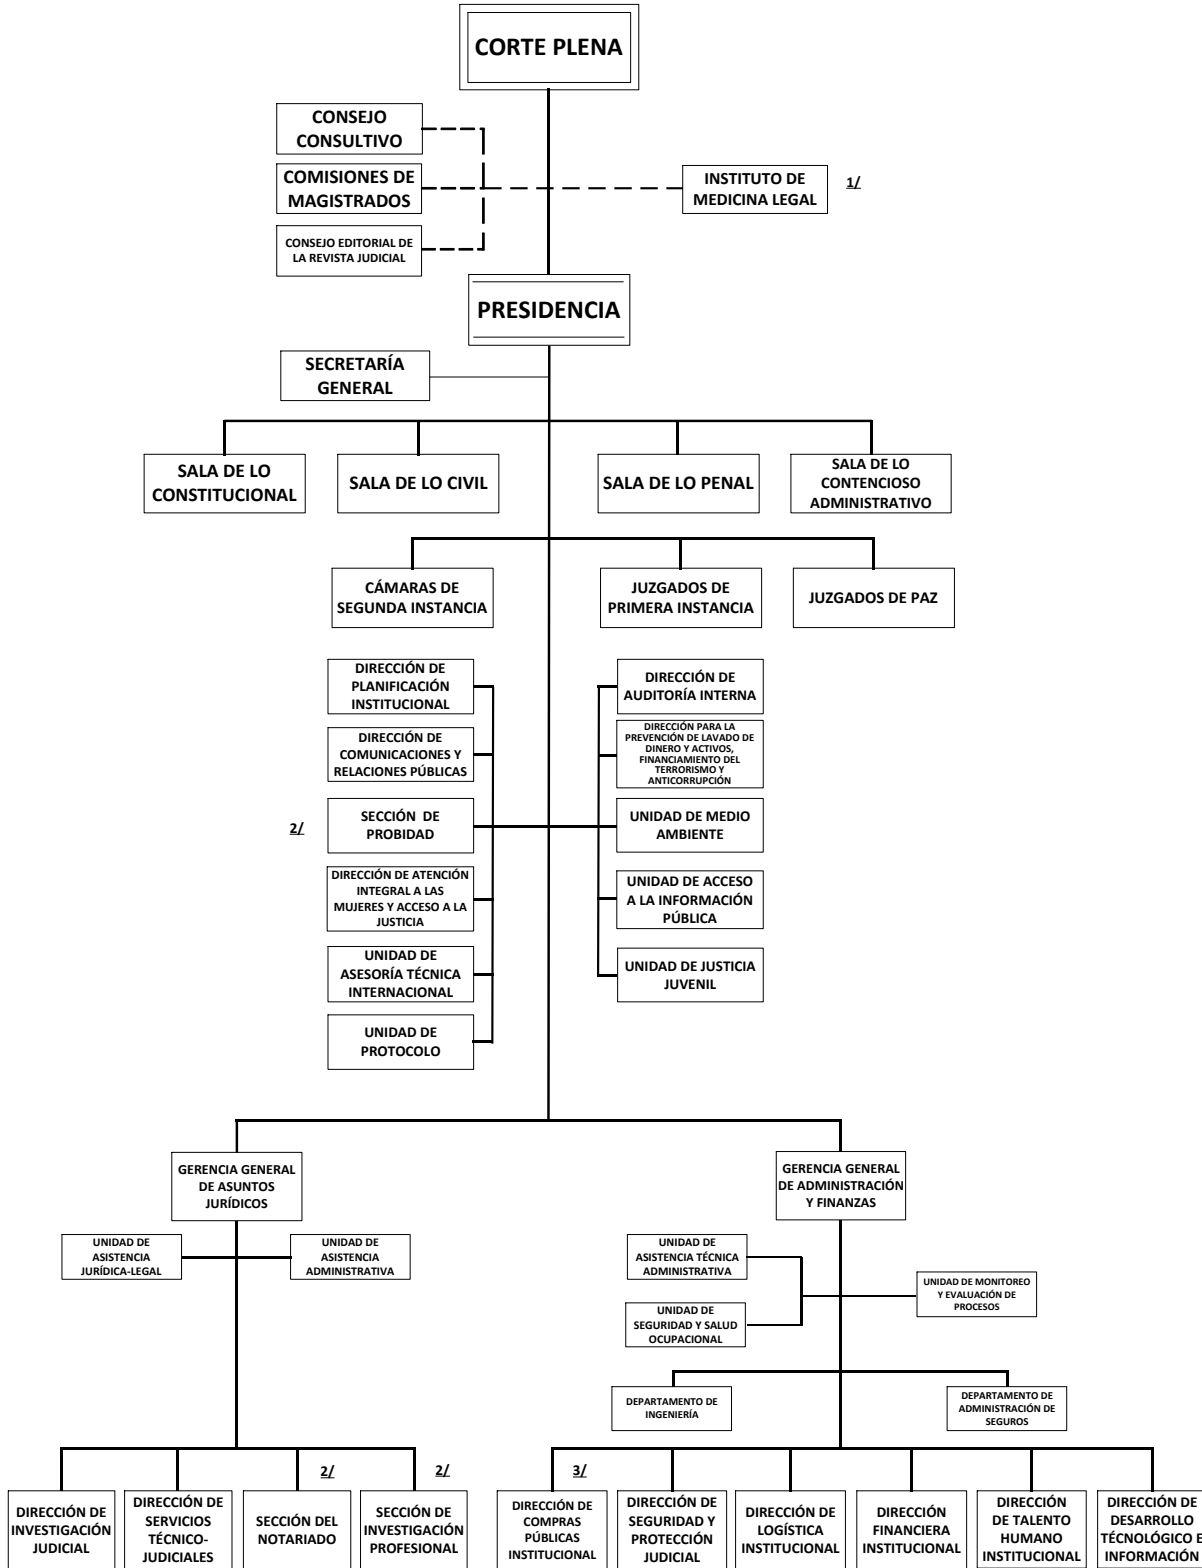 CORTE PLENA
CONSEJO
CONSULTIVO
COMISIONES DE
MAGISTRADOS
INSTITUTO DE
MEDICINA LEGAL
1/
CONSEJO EDITORIAL DE
LA REVISTA JUDICIAL
PRESIDENCIA
SECRETARÍA
GENERAL
SALA DE LO
CONSTITUCIONAL
SALA DE LO CIVIL
SALA DE LO PENAL
SALA DE LO
CONTENCIOSO
ADMINISTRATIVO
CÁMARAS DE
SEGUNDA INSTANCIA
JUZGADOS DE
PRIMERA INSTANCIA
JUZGADOS DE PAZ
DIRECCIÓN DE
PLANIFICACIÓN
INSTITUCIONAL
DIRECCIÓN DE
AUDITORÍA INTERNA
DIRECCIÓN DE
COMUNICACIONES Y
RELACIONES PÚBLICAS
DIRECCIÓN PARA LA
PREVENCIÓN DE LAVADO DE
DINERO Y ACTIVOS,
FINANCIAMIENTO DEL
TERRORISMO Y
ANTICORRUPCIÓN
2/
SECCIÓN DE
PROBIDAD
UNIDAD DE MEDIO
AMBIENTE
DIRECCIÓN DE ATENCIÓN
INTEGRAL A LAS
MUJERES Y ACCESO A LA
JUSTICIA
UNIDAD DE ACCESO
A LA INFORMACIÓN
PÚBLICA
UNIDAD DE
ASESORÍA TÉCNICA
INTERNACIONAL
UNIDAD DE JUSTICIA
JUVENIL
UNIDAD DE
PROTOCOLO
GERENCIA GENERAL
DE ASUNTOS
JURÍDICOS
GERENCIA GENERAL
DE ADMINISTRACIÓN
Y FINANZAS
UNIDAD DE
ASISTENCIA
JURÍDICA-LEGAL
UNIDAD DE
ASISTENCIA
ADMINISTRATIVA
UNIDAD DE
ASISTENCIA TÉCNICA
ADMINISTRATIVA
UNIDAD DE MONITOREO
Y EVALUACIÓN DE
PROCESOS
UNIDAD DE
SEGURIDAD Y SALUD
OCUPACIONAL
DEPARTAMENTO DE
INGENIERÍA
DEPARTAMENTO DE
ADMINISTRACIÓN DE
SEGUROS
DIRECCIÓN DE
INVESTIGACIÓN
JUDICIAL
DIRECCIÓN DE
SERVICIOS
TÉCNICO-
JUDICIALES
2/
SECCIÓN DEL
NOTARIADO
2/
SECCIÓN DE
INVESTIGACIÓN
PROFESIONAL
3/
DIRECCIÓN DE
COMPRAS
PÚBLICAS
INSTITUCIONAL
DIRECCIÓN DE
SEGURIDAD Y
PROTECCIÓN
JUDICIAL
DIRECCIÓN DE
LOGÍSTICA
INSTITUCIONAL
DIRECCIÓN
FINANCIERA
INSTITUCIONAL
DIRECCIÓN
DE TALENTO
HUMANO
INSTITUCIONAL
DIRECCIÓN DE
DESARROLLO
TÉCNOLÓGICO E
INFORMACIÓN